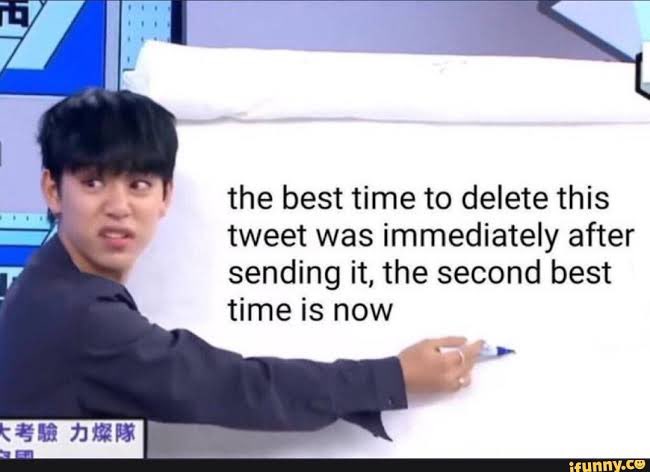 the best time to delete this
tweet was immediately after
sending it, the second best
time is now
大考驗 力燦隊
ifunny.co